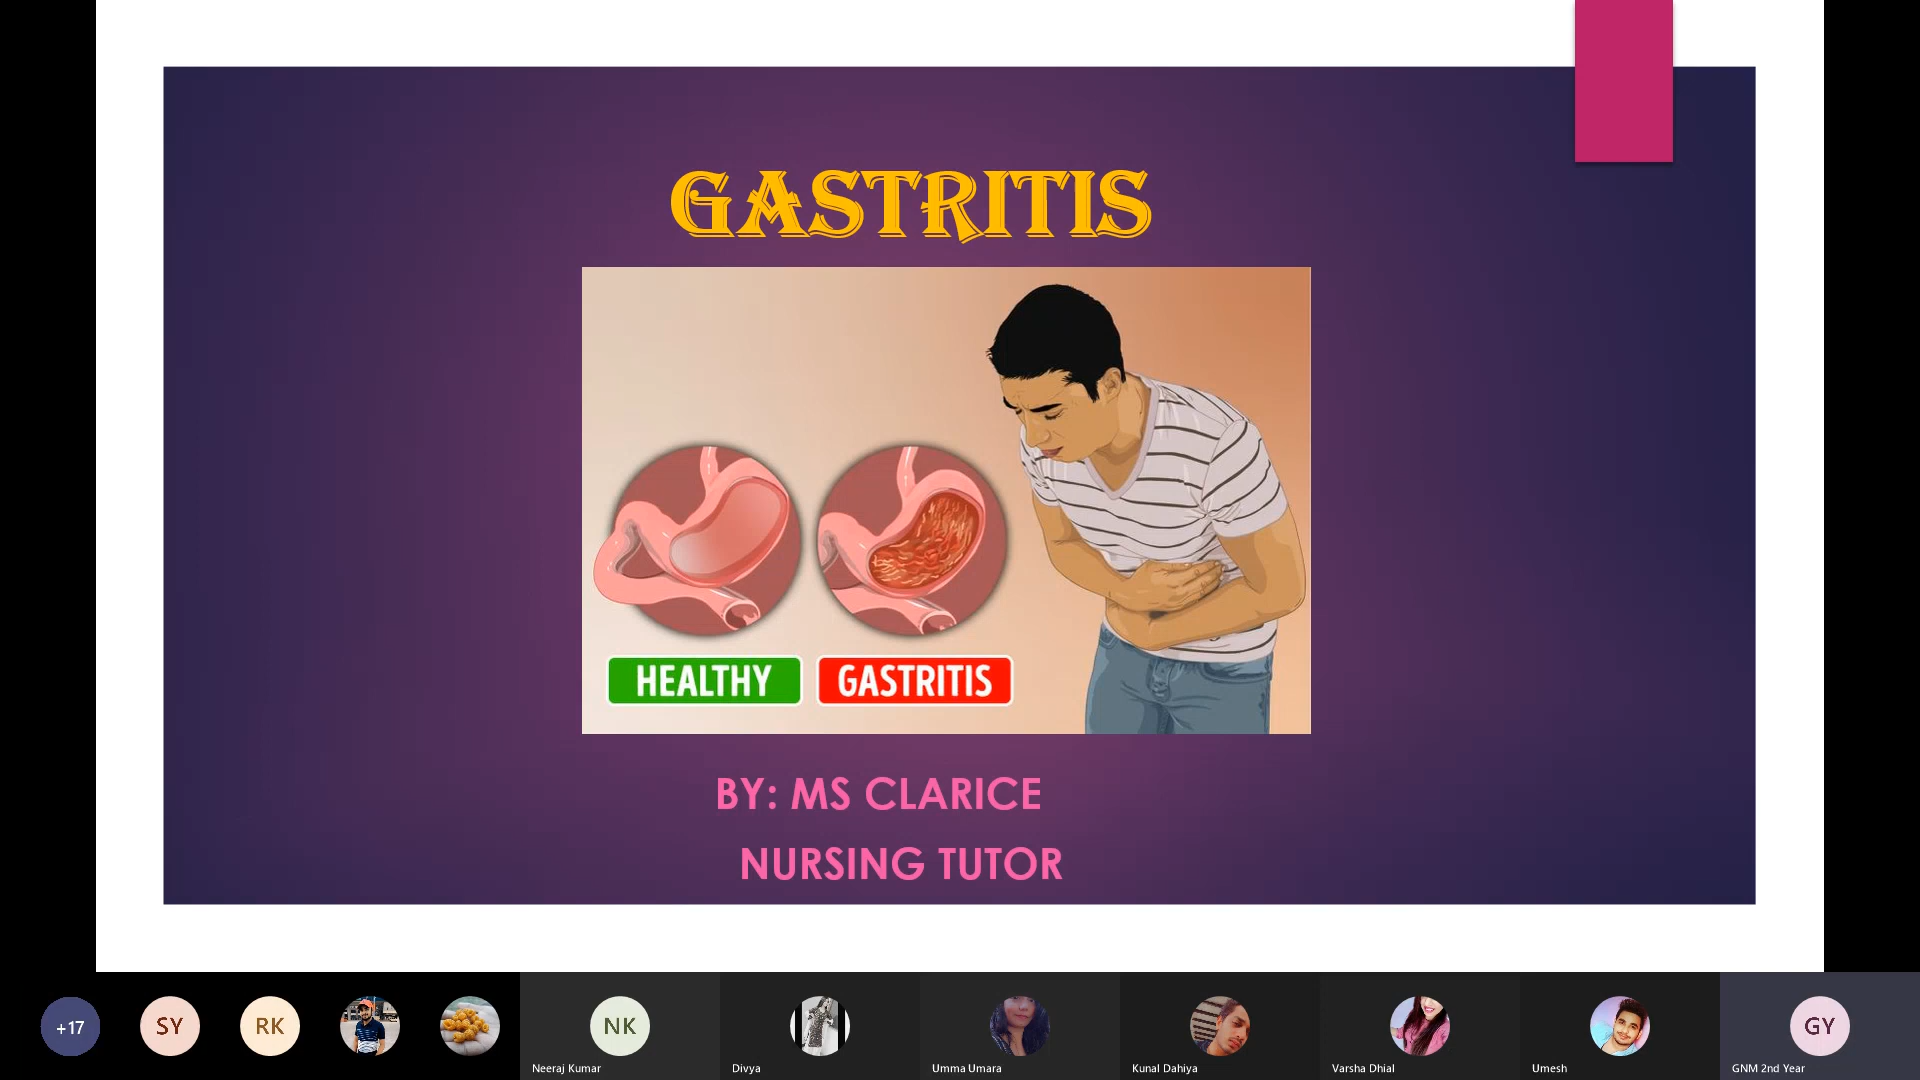 GASTRITIS
HEALTHY
GASTRITIS
BY: MS CLARICE
NURSING TUTOR
+17
SY
RK
NK
GY
Neeraj Kumar
Divya
Umma Umara
Kunal Dahiya
Varsha Dhial
Umesh
GNM 2nd Year